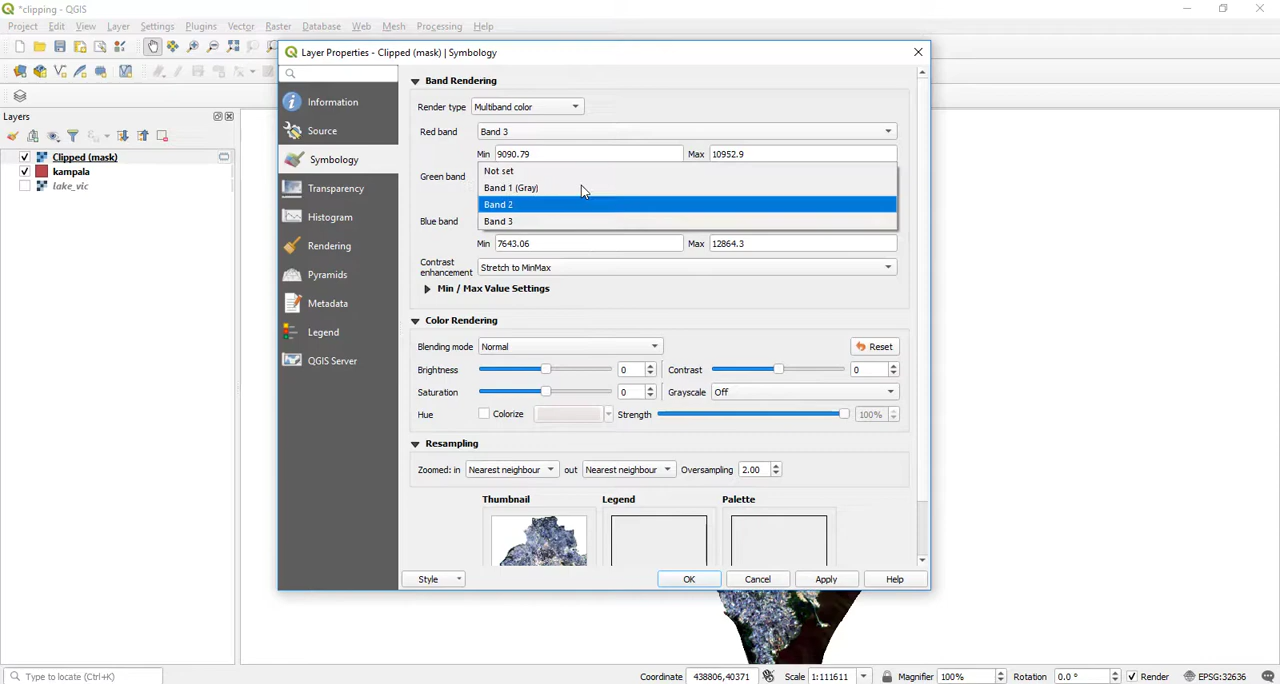 *clipping - QGIS
Project Edit View Layer Settings Plugins Vector Raster Database Web Mesh Processing Help
Layers
Clipped (mask)
kampala
lake_vic
Layer Properties - Clipped (mask) | Symbology
Information
Source
Symbology
Transparency
Histogram
Rendering
Pyramids
Metadata
Legend
QGIS Server
Band Rendering
Render type Multiband color
Red band Band 3
Min 9090.79 Max 10952.9
Green band
Not set
Band 1 (Gray)
Band 2
Band 3
Blue band
Min 7643.06 Max 12864.3
Contrast
enhancement Stretch to MinMax
Min / Max Value Settings
Color Rendering
Blending mode Normal Reset
Brightness 0 Contrast 0
Saturation 0 Grayscale Off
Hue Colorize Strength 100%
Resampling
Zoomed: in Nearest neighbour out Nearest neighbour Oversampling 2.00
Thumbnail Legend Palette
Style OK Cancel Apply Help
Type to locate (Ctrl+K) Coordinate 438806,40371 Scale 1:111611 Magnifier 100% Rotation 0.0 ° Render EPSG:32636